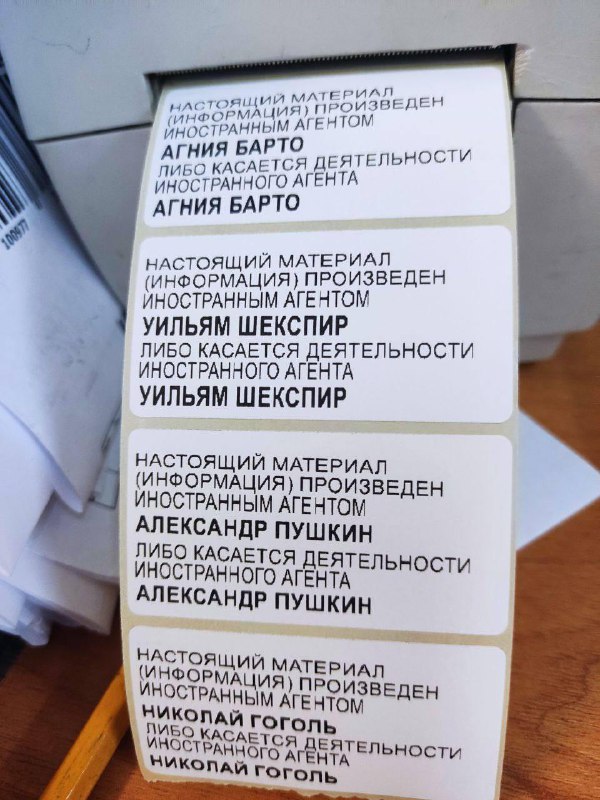 100977
НАСТОЯЩИЙ МАТЕРИАЛ
(ИНФОРМАЦИЯ) ПРОИЗВЕДЕН
ИНОСТРАННЫМ АГЕНТОМ
АГНИЯ БАРТО
ЛИБО КАСАЕТСЯ ДЕЯТЕЛЬНОСТИ
ИНОСТРАННОГО АГЕНТА
АГНИЯ БАРТО
НАСТОЯЩИЙ МАТЕРИАЛ
(ИНФОРМАЦИЯ) ПРОИЗВЕДЕН
ИНОСТРАННЫМ АГЕНТОМ
УИЛЬЯМ ШЕКСПИР
ЛИБО КАСАЕТСЯ ДЕЯТЕЛЬНОСТИ
ИНОСТРАННОГО АГЕНТА
УИЛЬЯМ ШЕКСПИР
НАСТОЯЩИЙ МАТЕРИАЛ
(ИНФОРМАЦИЯ) ПРОИЗВЕДЕН
ИНОСТРАННЫМ АГЕНТОМ
АЛЕКСАНДР ПУШКИН
ЛИБО КАСАЕТСЯ ДЕЯТЕЛЬНОСТИ
ИНОСТРАННОГО АГЕНТА
АЛЕКСАНДР ПУШКИН
НАСТОЯЩИЙ МАТЕРИАЛ
(ИНФОРМАЦИЯ) ПРОИЗВЕДЕН
ИНОСТРАННЫМ АГЕНТОМ
НИКОЛАЙ ГОГОЛЬ
ЛИБО КАСАЕТСЯ ДЕЯТЕЛЬНОСТИ
ИНОСТРАННОГО АГЕНТА
НИКОЛАЙ ГОГОЛЬ